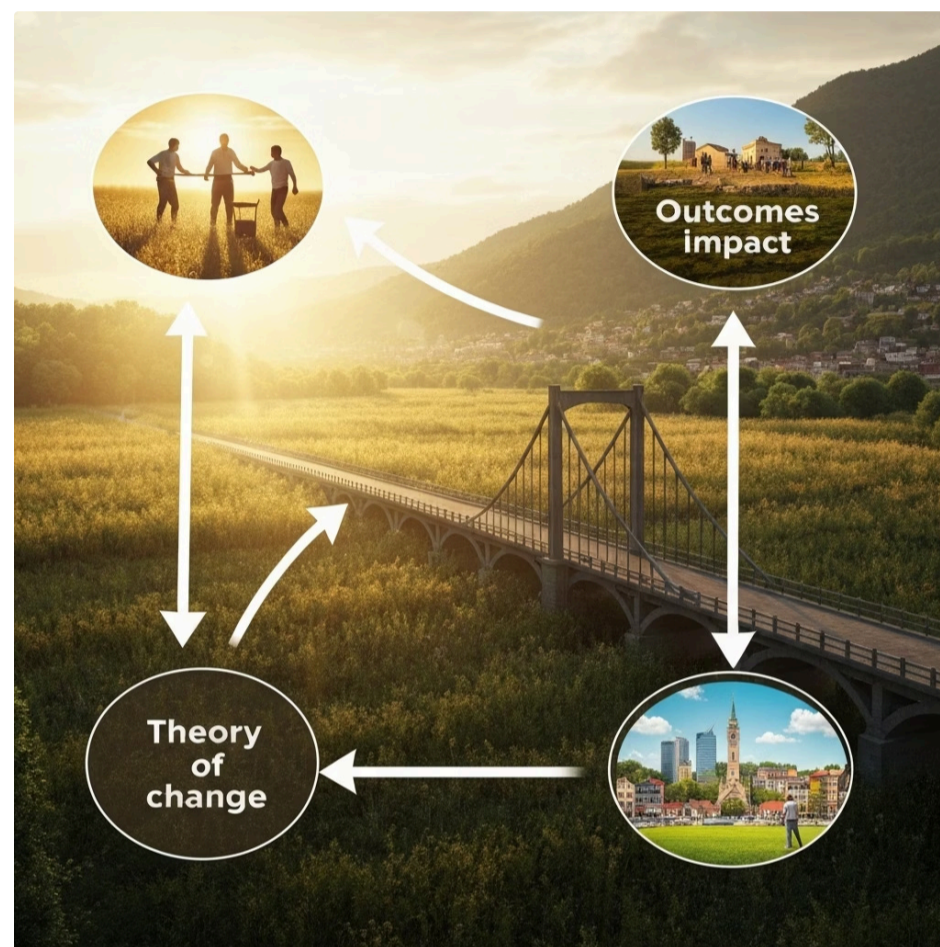 Outcomes
impact
Theory
of
change